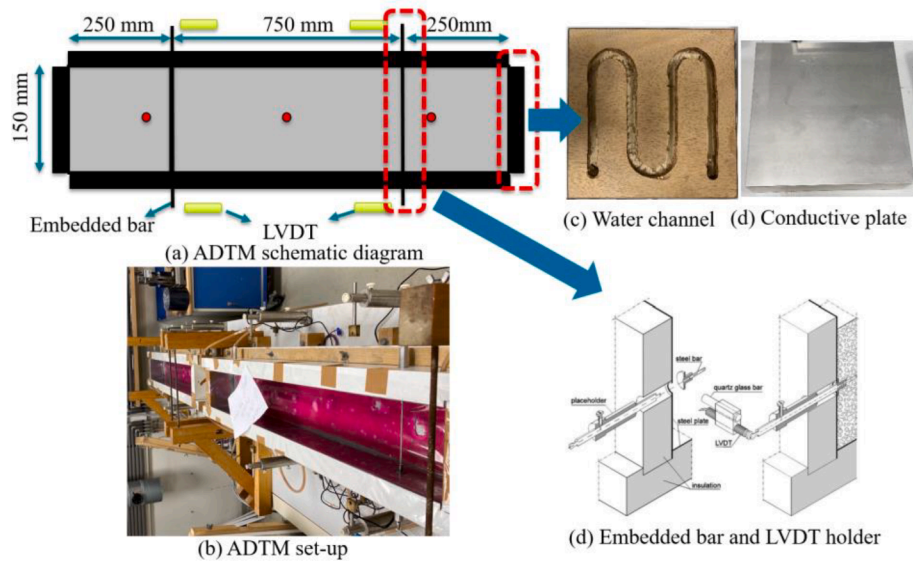 250 mm
750 mm
250mm
150 mm
Embedded bar
LVDT
(a) ADTM schematic diagram
(c) Water channel
(d) Conductive plate
(b) ADTM set-up
steel bar
placeholder
quartz glass bar
steel plate
LVDT
insulation
(d) Embedded bar and LVDT holder